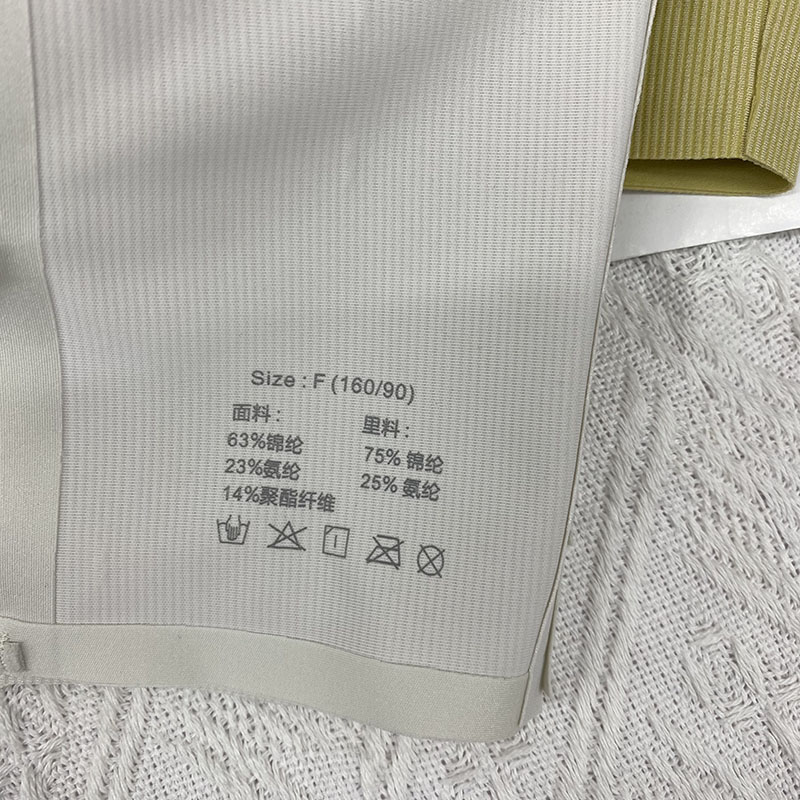 Size : F (160/90)
面料 :
63%锦纶
23%氨纶
14%聚酯纤维
里料 :
75% 锦纶
25% 氨纶